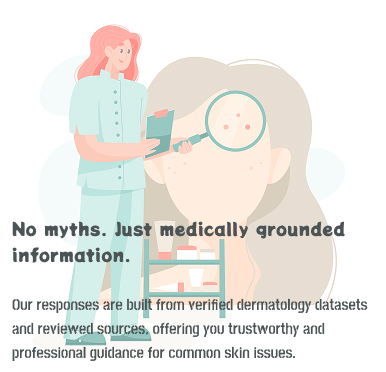 No myths. Just medically grounded
information.
Our responses are built from verified dermatology datasets
and reviewed sources, offering you trustworthy and
professional guidance for common skin issues.